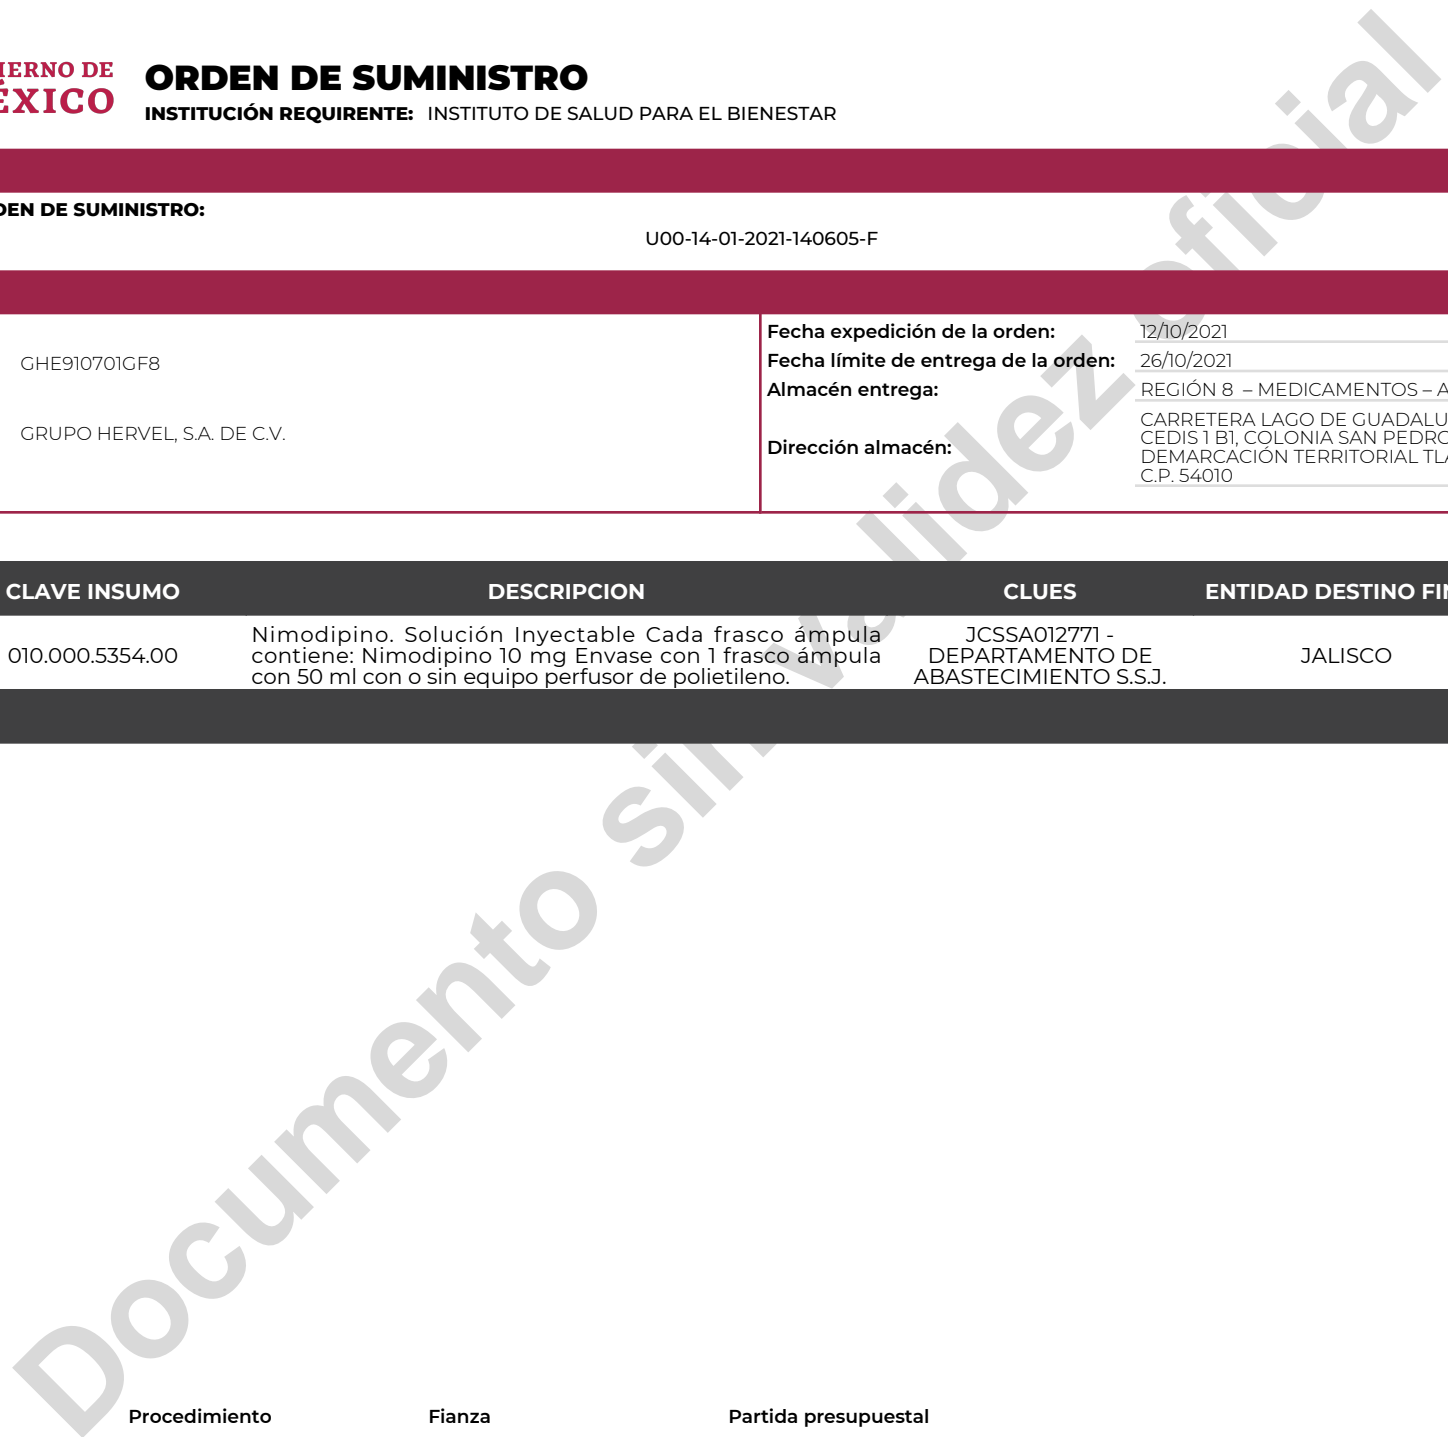 IERNO DE
ÉXICO
ORDEN DE SUMINISTRO
INSTITUCIÓN REQUIRENTE: INSTITUTO DE SALUD PARA EL BIENESTAR
DEN DE SUMINISTRO:
U00-14-01-2021-140605-F
GHE910701GF8
GRUPO HERVEL, S.A. DE C.V.
Fecha expedición de la orden: 12/10/2021
Fecha límite de entrega de la orden: 26/10/2021
Almacén entrega: REGIÓN 8 – MEDICAMENTOS – A
Dirección almacén:
CARRETERA LAGO DE GUADALU
CEDIS 1 B1, COLONIA SAN PEDRO
DEMARCACIÓN TERRITORIAL TLA
C.P. 54010
CLAVE INSUMO DESCRIPCION CLUES ENTIDAD DESTINO FIN
010.000.5354.00
Nimodipino. Solución Inyectable Cada frasco ámpula
contiene: Nimodipino 10 mg Envase con 1 frasco ámpula
con 50 ml con o sin equipo perfusor de polietileno.
JCSSA012771 -
DEPARTAMENTO DE
ABASTECIMIENTO S.S.J.
JALISCO
Documento sin validez oficial
Procedimiento Fianza Partida presupuestal